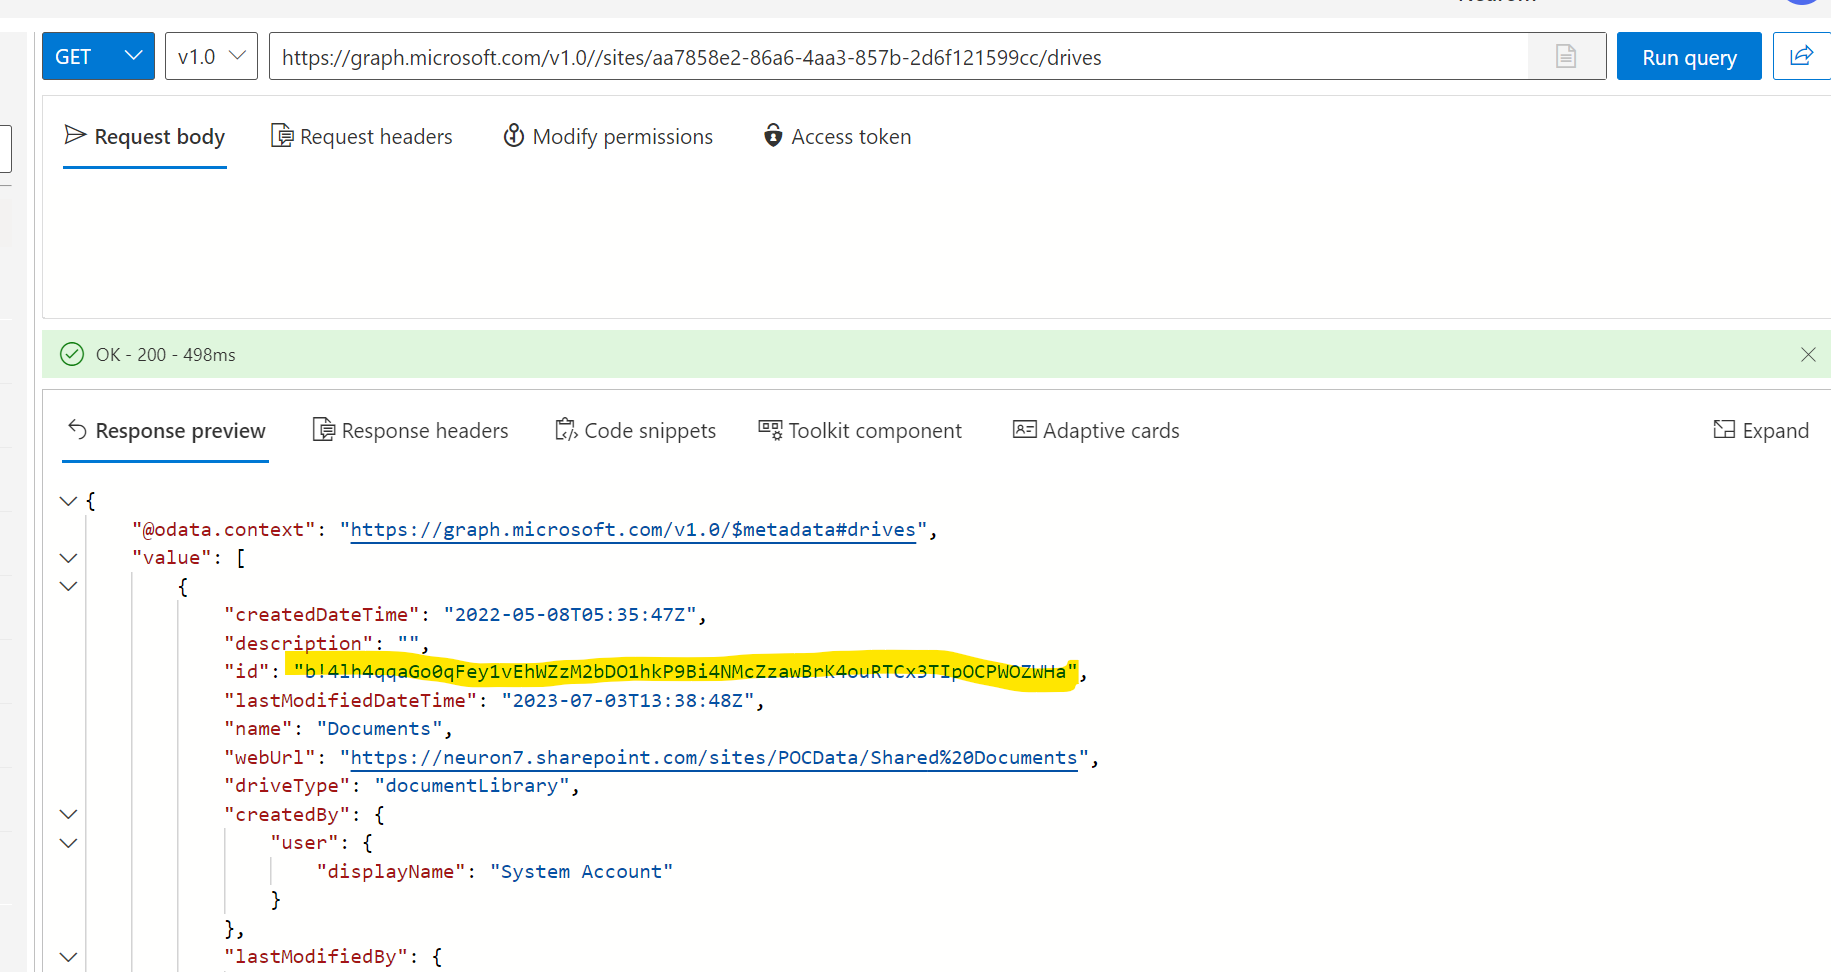 GET
v1.0
https://graph.microsoft.com/v1.0//sites/aa7858e2-86a6-4aa3-857b-2d6f121599cc/drives
Run query
Request body
Request headers
Modify permissions
Access token
OK - 200 - 498ms
Response preview
Response headers
Code snippets
Toolkit component
Adaptive cards
Expand
{
"@odata.context": "https://graph.microsoft.com/v1.0/$metadata#drives",
"value": [
{
"createdDateTime": "2022-05-08T05:35:47Z",
"description": "",
"id": "b!4lh4qqaGo0qFey1vEhWZzM2bDO1hkP9Bi4NMcZzawBrK4ouRTCx3TIpOCPWOZWHa",
"lastModifiedDateTime": "2023-07-03T13:38:48Z",
"name": "Documents",
"webUrl": "https://neuron7.sharepoint.com/sites/POCData/Shared%20Documents",
"driveType": "documentLibrary",
"createdBy": {
"user": {
"displayName": "System Account"
}
},
"lastModifiedBy": {